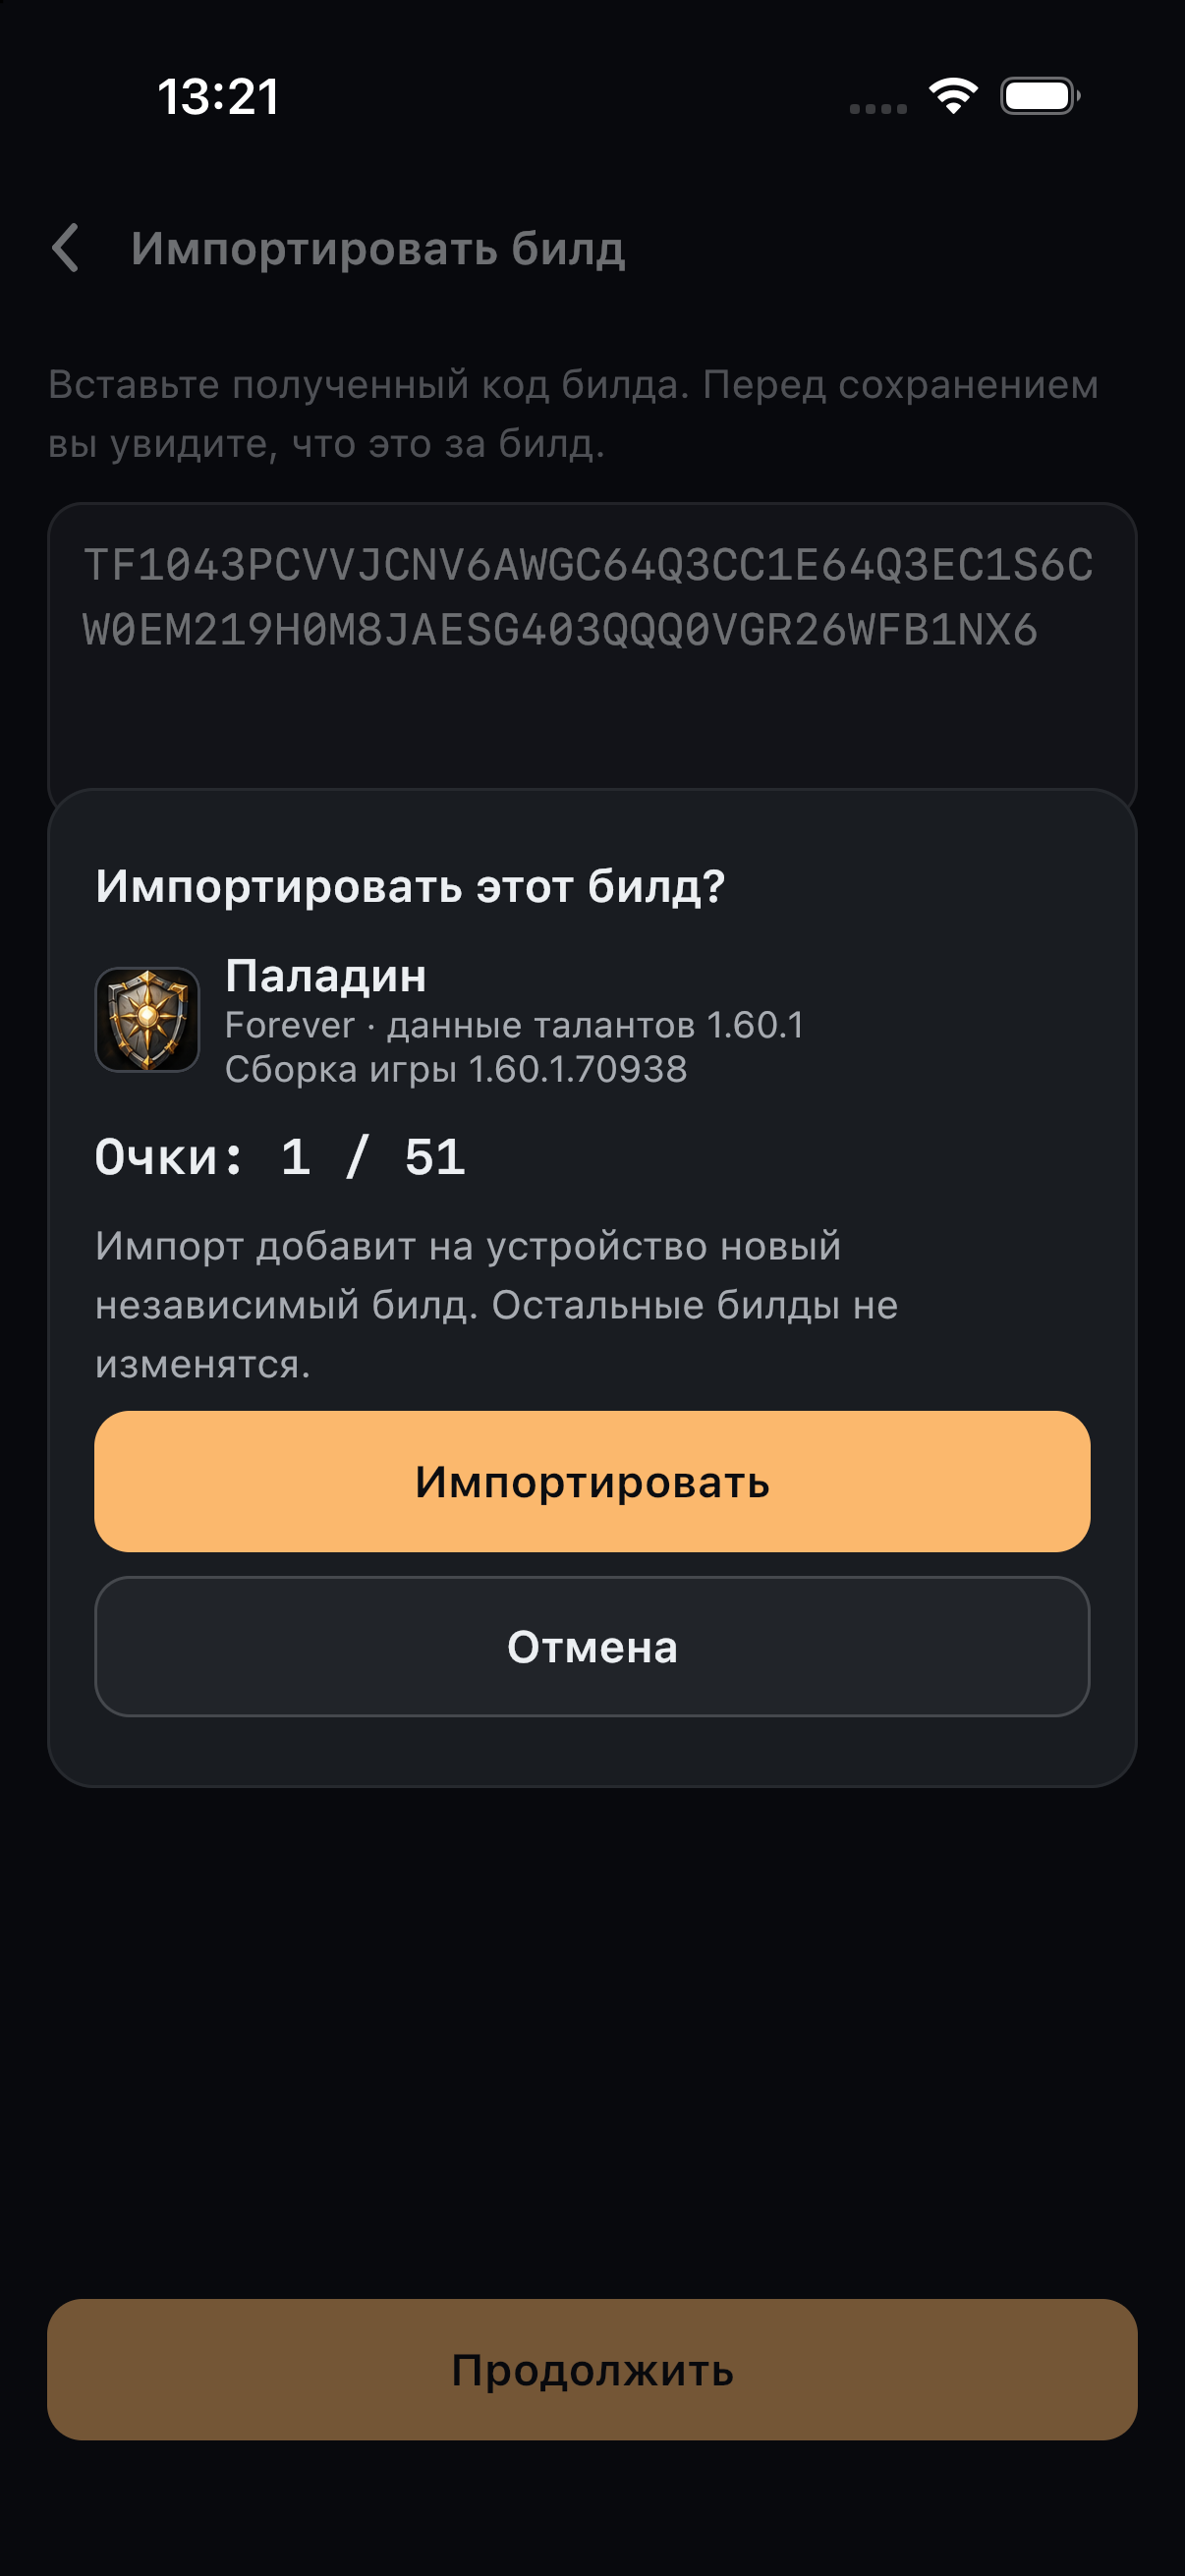 13:21
Импортировать билд
Вставьте полученный код билда. Перед сохранением
вы увидите, что это за билд.
TF1043PCVVJCNV6AWGC64Q3CC1E64Q3EC1S6C
W0EM219H0M8JAESG403QQQ0VGR26WFB1NX6
Импортировать этот билд?
Паладин
Forever · данные талантов 1.60.1
Сборка игры 1.60.1.70938
Очки: 1 / 51
Импорт добавит на устройство новый
независимый билд. Остальные билды не
изменятся.
Импортировать
Отмена
Продолжить